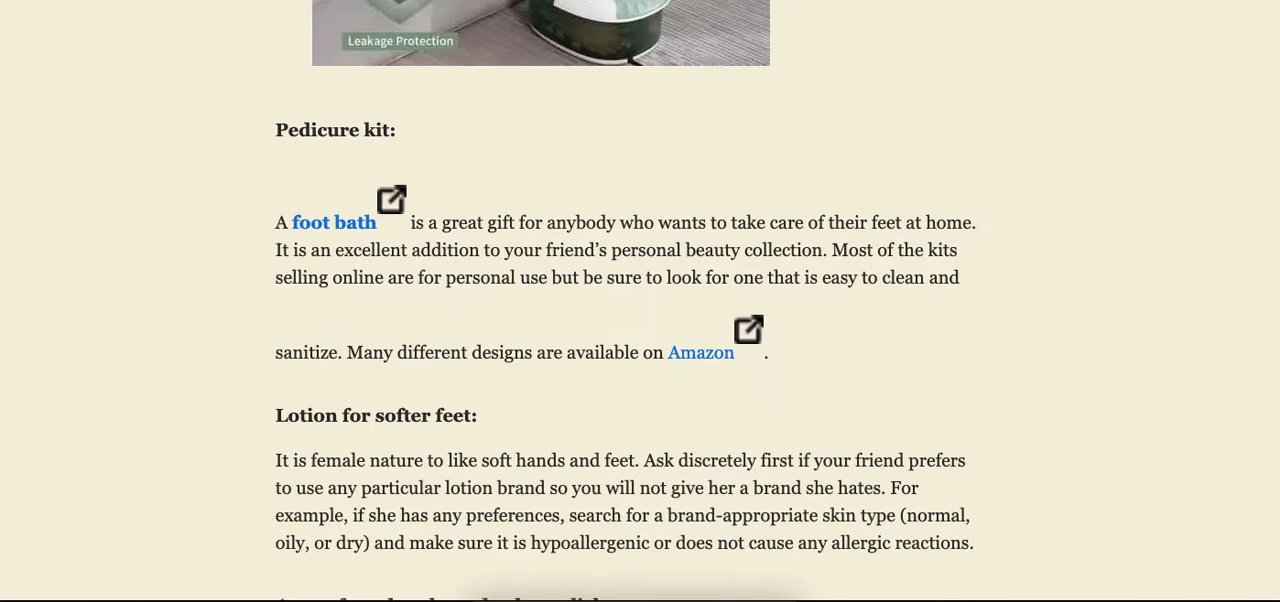 Leakage Protection
Pedicure kit:
A foot bath is a great gift for anybody who wants to take care of their feet at home.
It is an excellent addition to your friend’s personal beauty collection. Most of the kits
selling online are for personal use but be sure to look for one that is easy to clean and
sanitize. Many different designs are available on Amazon .
Lotion for softer feet:
It is female nature to like soft hands and feet. Ask discretely first if your friend prefers
to use any particular lotion brand so you will not give her a brand she hates. For
example, if she has any preferences, search for a brand-appropriate skin type (normal,
oily, or dry) and make sure it is hypoallergenic or does not cause any allergic reactions.